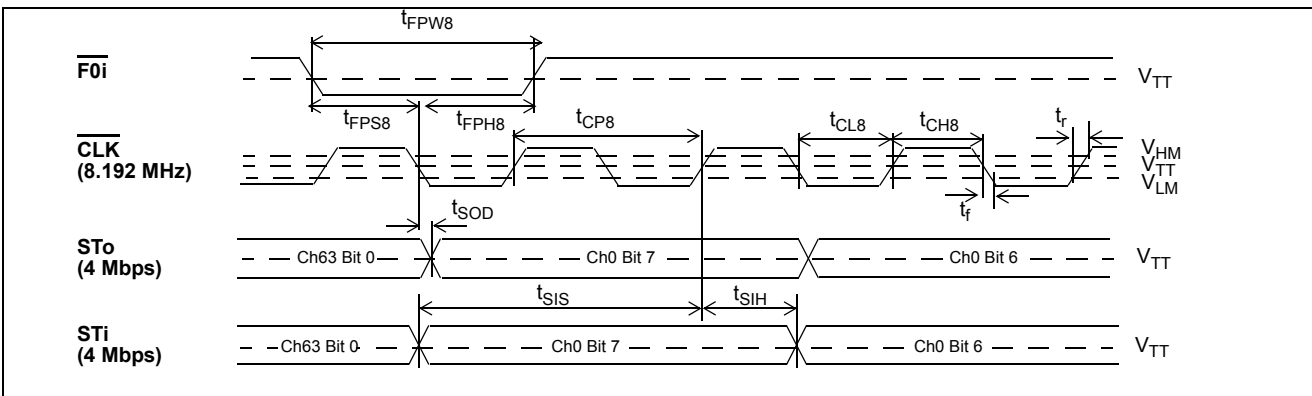 tFPW8
F0i
VTT
tFPS8 tFPH8 tCP8 tCL8 tCH8 tr
CLK
(8.192 MHz)
VHM
VTT
VLM
tf
tSOD
STo
(4 Mbps)
Ch63 Bit 0 Ch0 Bit 7 Ch0 Bit 6 VTT
tSIS tSIH
STi
(4 Mbps)
Ch63 Bit 0 Ch0 Bit 7 Ch0 Bit 6 VTT